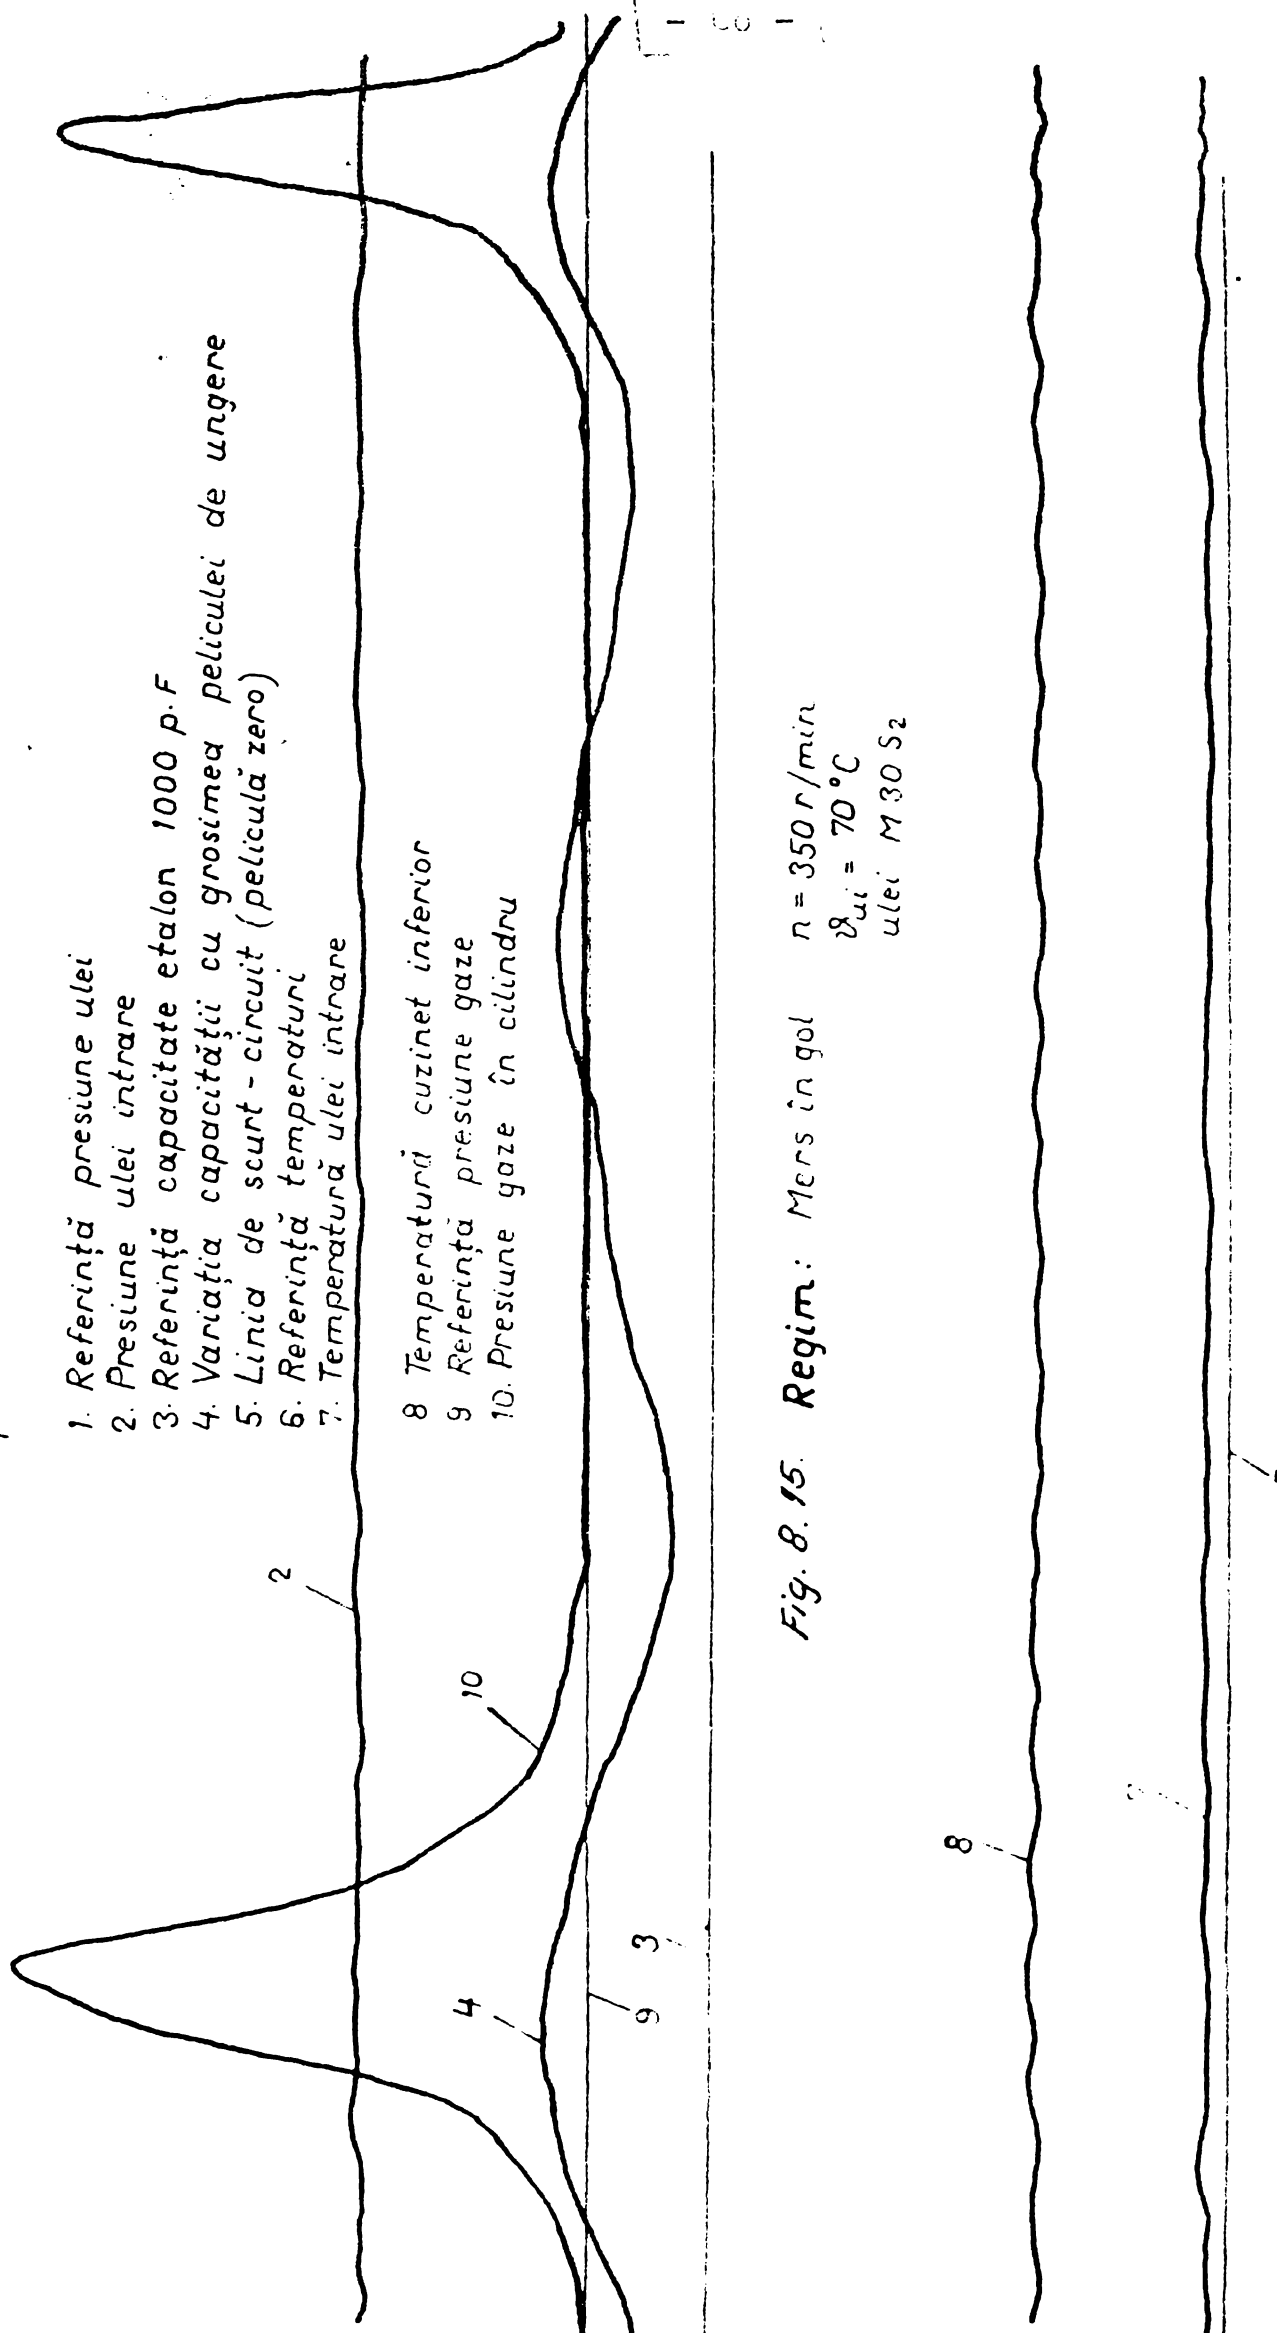 1. Referință presiune ulei
2. Presiune ulei intrare
3. Referință capacitate etalon 1000 p.F
4. Variația capacității cu grosimea peliculei de ungere
5. Linia de scurt-circuit (peliculă zero)
6. Referință temperaturi
7. Temperatură ulei intrare
8 Temperatură cuzinet inferior
9 Referință presiune gaze
10. Presiune gaze în cilindru
2
10
4
9
3
Fig. 8.15. Regim: Mers în gol n = 350 r/min
ϑui = 70 °C
ulei M 30 S2
8